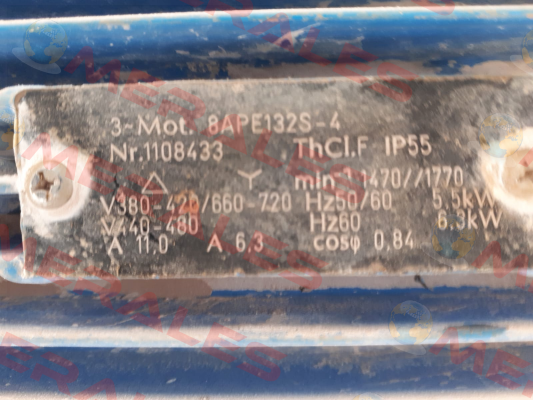 3~Mot. 8APE132S-4
Nr.1108433 ThCl.F IP55
△ Y min-1 1470//1770
V380-420/660-720 Hz50/60 5,5kW
V440-480 Hz60 6,3kW
A 11,0 A 6,3 cosφ 0,84
MERALES